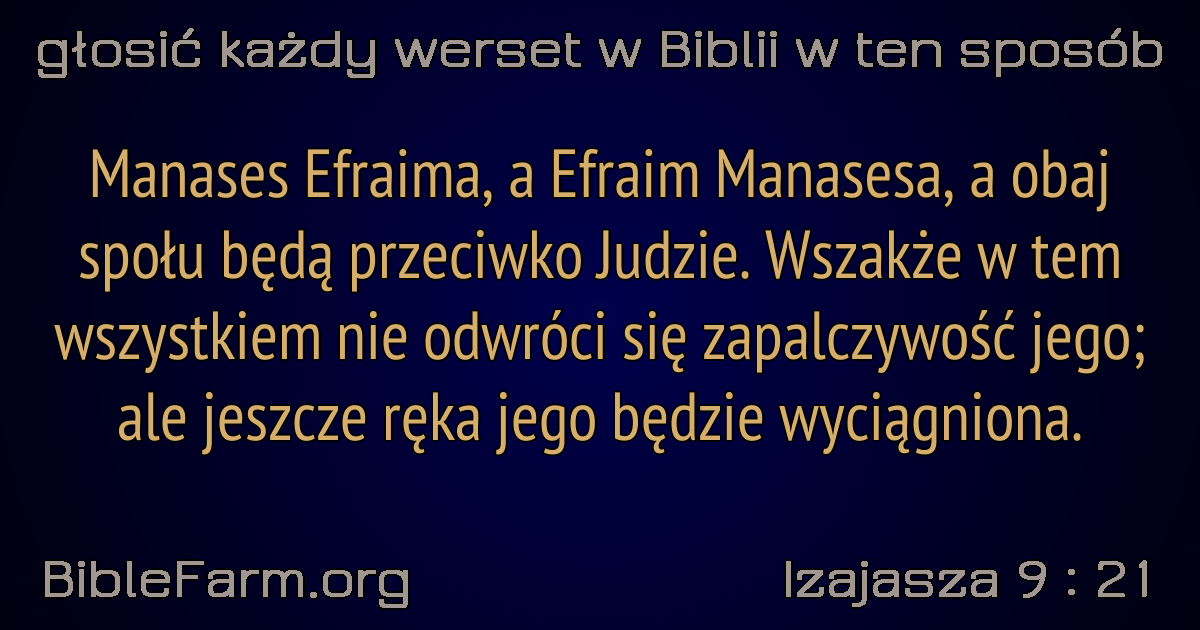 głosić każdy werset w Biblii w ten sposób
Manases Efraima, a Efraim Manasesa, a obaj
społu będą przeciwko Judzie. Wszakże w tem
wszystkiem nie odwróci się zapalczywość jego;
ale jeszcze ręka jego będzie wyciągniona.
BibleFarm.org
Izajasza 9 : 21